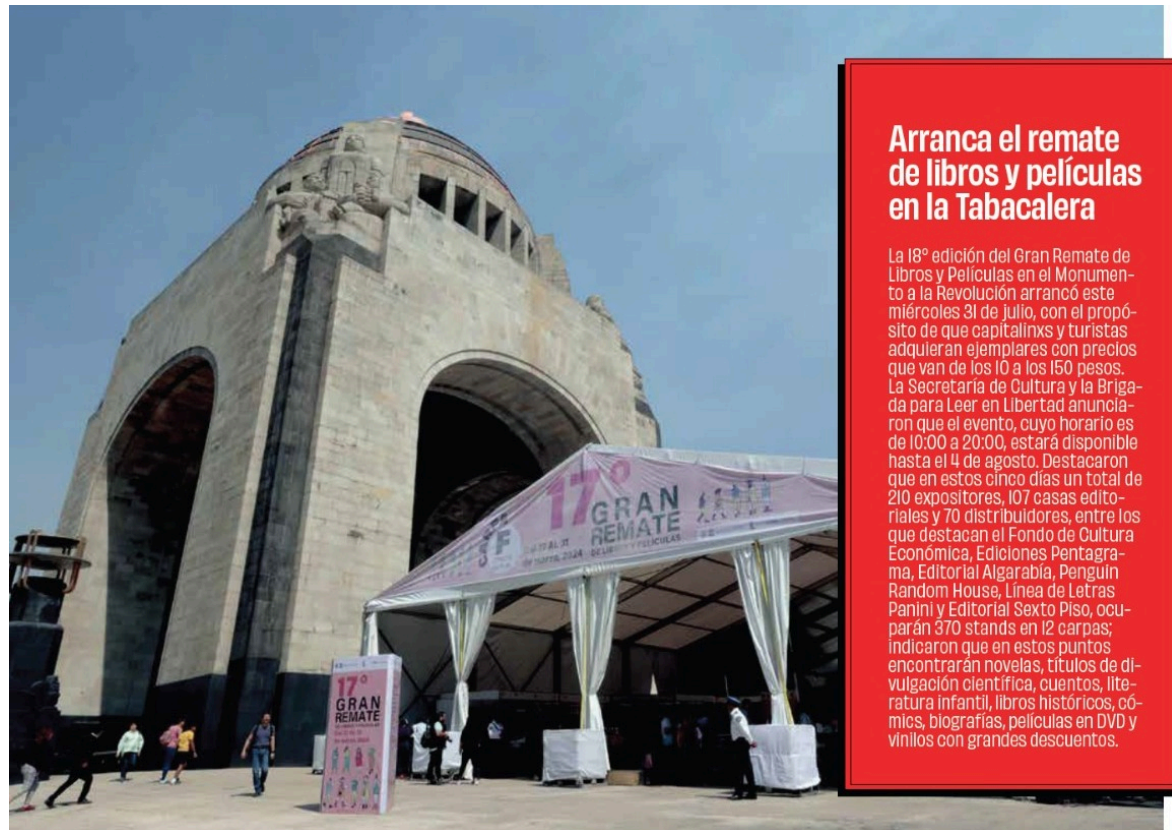 Arranca el remate
de libros y películas
en la Tabacalera
La 18º edición del Gran Remate de
Libros y Películas en el Monumen-
to a la Revolución arrancó este
miércoles 31 de julio, con el propó-
sito de que capitalinxs y turistas
adquieran ejemplares con precios
que van de los 10 a los 150 pesos.
La Secretaría de Cultura y la Briga-
da para Leer en Libertad anuncia-
ron que el evento, cuyo horario es
de 10:00 a 20:00, estará disponible
hasta el 4 de agosto. Destacaron
que en estos cinco días un total de
210 expositores, 107 casas edito-
riales y 70 distribuidores, entre los
que destacan el Fondo de Cultura
Económica, Ediciones Pentagra-
ma, Editorial Algarabía, Penguin
Random House, Línea de Letras
Panini y Editorial Sexto Piso, ocu-
parán 370 stands en 12 carpas;
indicaron que en estos puntos
encontrarán novelas, títulos de di-
vulgación científica, cuentos, lite-
ratura infantil, libros históricos, có-
mics, biografías, películas en DVD y
vinilos con grandes descuentos.
17º
GRAN
REMATE
DE LIBROS Y PELÍCULAS
2024
17º
GRAN
REMATE